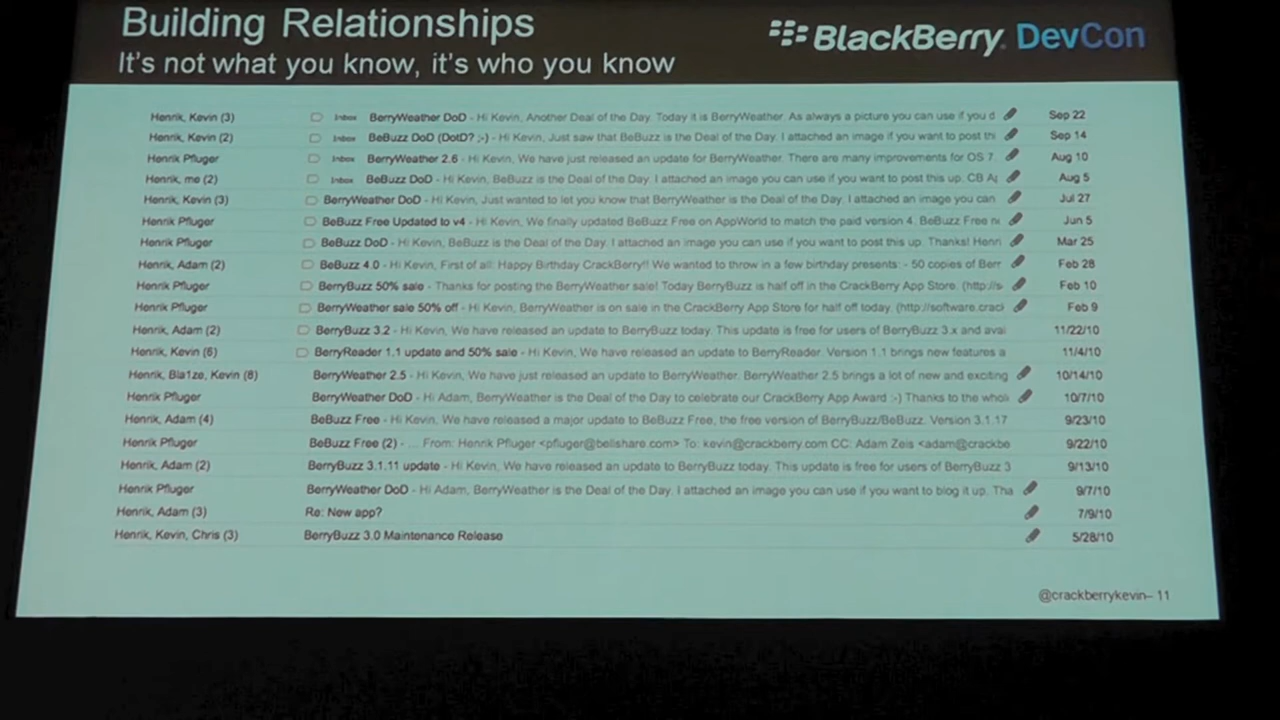 Building Relationships
BlackBerry DevCon
It's not what you know, it's who you know
Henrik, Kevin (3) Inbox BerryWeather DoD - Hi Kevin, Another Deal of the Day. Today it is BerryWeather. As always a picture you can use if you d Sep 22
Henrik, Kevin (2) Inbox BeBuzz DoD (DotD? ;-) - Hi Kevin, Just saw that BeBuzz is the Deal of the Day. I attached an image if you want to post thi Sep 14
Henrik Pfluger Inbox BerryWeather 2.6 - Hi Kevin, We have just released an update for BerryWeather. There are many improvements for OS 7. Aug 10
Henrik, me (2) Inbox BeBuzz DoD - Hi Kevin, BeBuzz is the Deal of the Day. I attached an image you can use if you want to post this up. CB Ap Aug 5
Henrik, Kevin (3) BerryWeather DoD - Hi Kevin, Just wanted to let you know that BerryWeather is the Deal of the Day. I attached an image you can Jul 27
Henrik Pfluger BeBuzz Free Updated to v4 - Hi Kevin, We finally updated BeBuzz Free on AppWorld to match the paid version 4. BeBuzz Free no Jun 5
Henrik Pfluger BeBuzz DoD - Hi Kevin, BeBuzz is the Deal of the Day. I attached an image you can use if you want to post this up. Thanks! Henri Mar 25
Henrik, Adam (2) BeBuzz 4.0 - Hi Kevin, First of all: Happy Birthday CrackBerry!! We wanted to throw in a few birthday presents: - 50 copies of Berr Feb 28
Henrik Pfluger BerryBuzz 50% sale - Thanks for posting the BerryWeather sale! Today BerryBuzz is half off in the CrackBerry App Store. (http://s Feb 10
Henrik Pfluger BerryWeather sale 50% off - Hi Kevin, BerryWeather is on sale in the CrackBerry App Store for half off today. (http://software.crac Feb 9
Henrik, Adam (2) BerryBuzz 3.2 - Hi Kevin, We have released an update to BerryBuzz today. This update is free for users of BerryBuzz 3.x and avai 11/22/10
Henrik, Kevin (6) BerryReader 1.1 update and 50% sale - Hi Kevin, We have released an update to BerryReader. Version 1.1 brings new features a 11/4/10
Henrik, Bla1ze, Kevin (8) BerryWeather 2.5 - Hi Kevin, We have just released an update to BerryWeather. BerryWeather 2.5 brings a lot of new and exciting 10/14/10
Henrik Pfluger BerryWeather DoD - Hi Adam, BerryWeather is the Deal of the Day to celebrate our CrackBerry App Award :-) Thanks to the whol 10/7/10
Henrik, Adam (4) BeBuzz Free - Hi Kevin, We have released a major update to BeBuzz Free, the free version of BerryBuzz/BeBuzz. Version 3.1.17 9/23/10
Henrik Pfluger BeBuzz Free (2) - ... From: Henrik Pfluger <pfluger@bellshare.com> To: kevin@crackberry.com CC: Adam Zeis <adam@crackbe 9/22/10
Henrik, Adam (2) BerryBuzz 3.1.11 update - Hi Kevin, We have released an update to BerryBuzz today. This update is free for users of BerryBuzz 3 9/13/10
Henrik Pfluger BerryWeather DoD - Hi Adam, BerryWeather is the Deal of the Day. I attached an image you can use if you want to blog it up. Tha 9/7/10
Henrik, Adam (3) Re: New app? 7/9/10
Henrik, Kevin, Chris (3) BerryBuzz 3.0 Maintenance Release 5/28/10
@crackberrykevin– 11